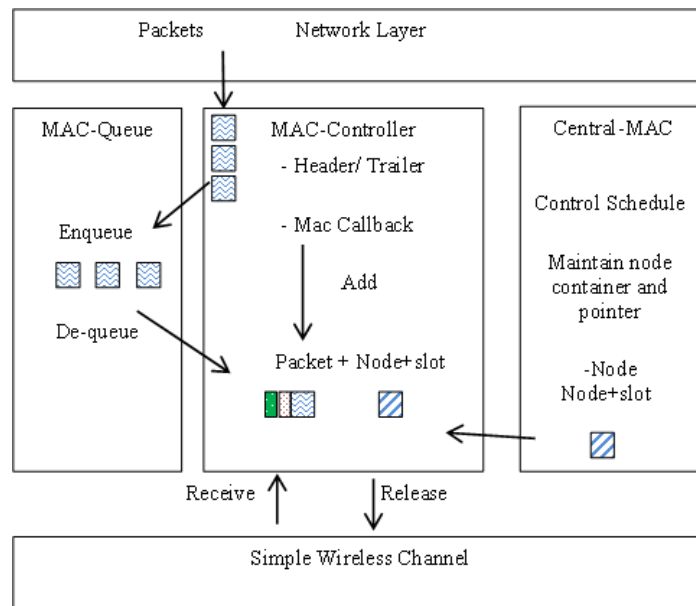 Packets
Network Layer
MAC-Queue
Enqueue
De-queue
MAC-Controller
- Header/ Trailer
- Mac Callback
Add
Packet + Node+slot
Central-MAC
Control Schedule
Maintain node
container and
pointer
-Node
Node+slot
Receive
Release
Simple Wireless Channel